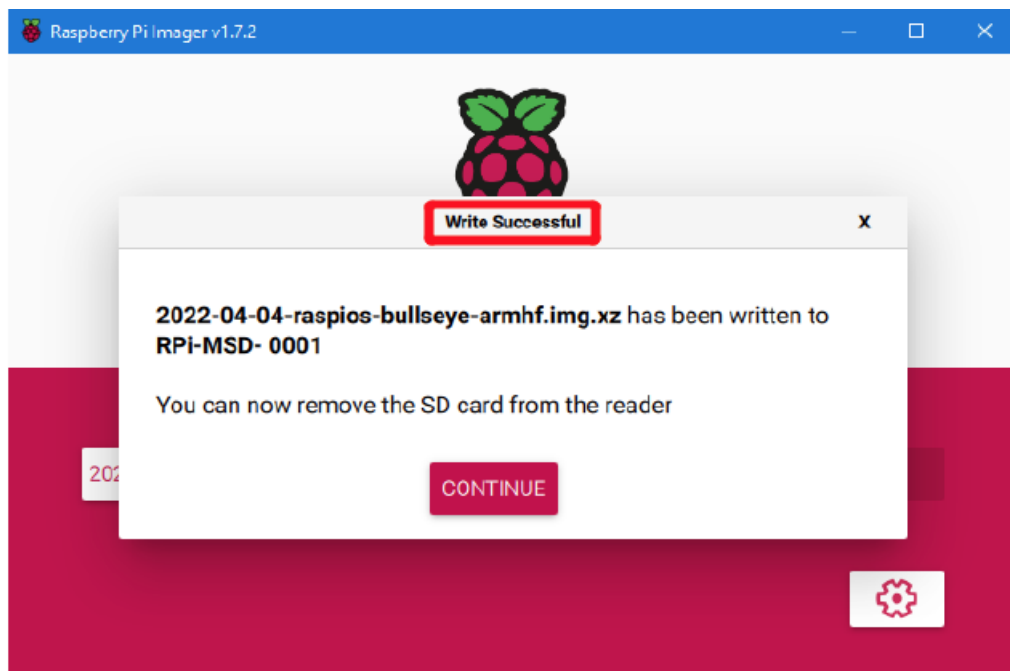 Raspberry Pi Imager v1.7.2
Write Successful
X
2022-04-04-raspios-bullseye-armhf.img.xz has been written to
RPi-MSD- 0001
You can now remove the SD card from the reader
202
CONTINUE